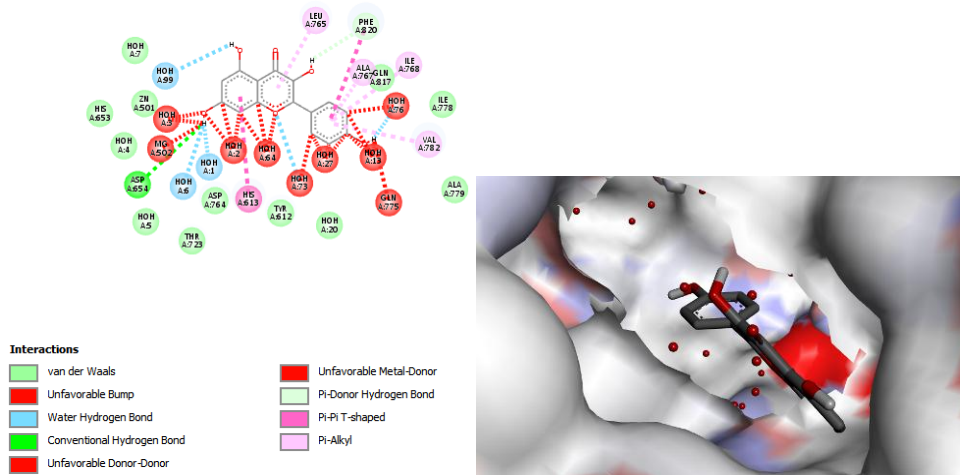 LEU
A:765
PHE
A:820
HOH
A:7
HOH
A:99
ALA
A:767
GLN
A:817
ILE
A:768
ZN
A:501
HIS
A:653
HOH
A:3
HOH
A:76
ILE
A:778
HOH
A:4
MG
A:502
HOH
A:2
HOH
A:64
HOH
A:27
HOH
A:13
VAL
A:782
HOH
A:1
ASP
A:654
HOH
A:6
HOH
A:73
ASP
A:764
HIS
A:613
GLN
A:775
ALA
A:779
TYR
A:612
HOH
A:5
HOH
A:20
THR
A:723
H
O
O
O
H
H
H
Interactions
van der Waals
Unfavorable Bump
Water Hydrogen Bond
Conventional Hydrogen Bond
Unfavorable Donor-Donor
Unfavorable Metal-Donor
Pi-Donor Hydrogen Bond
Pi-Pi T-shaped
Pi-Alkyl